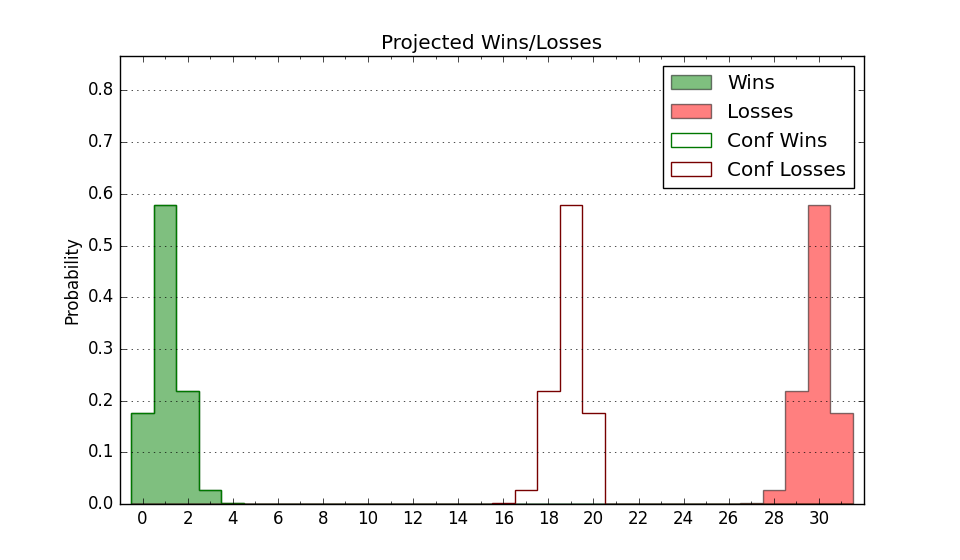 Projected Wins/Losses
Wins
Losses
Conf Wins
Conf Losses
Probability
0.8
0.7
0.6
0.5
0.4
0.3
0.2
0.1
0.0
0 2 4 6 8 10 12 14 16 18 20 22 24 26 28 30